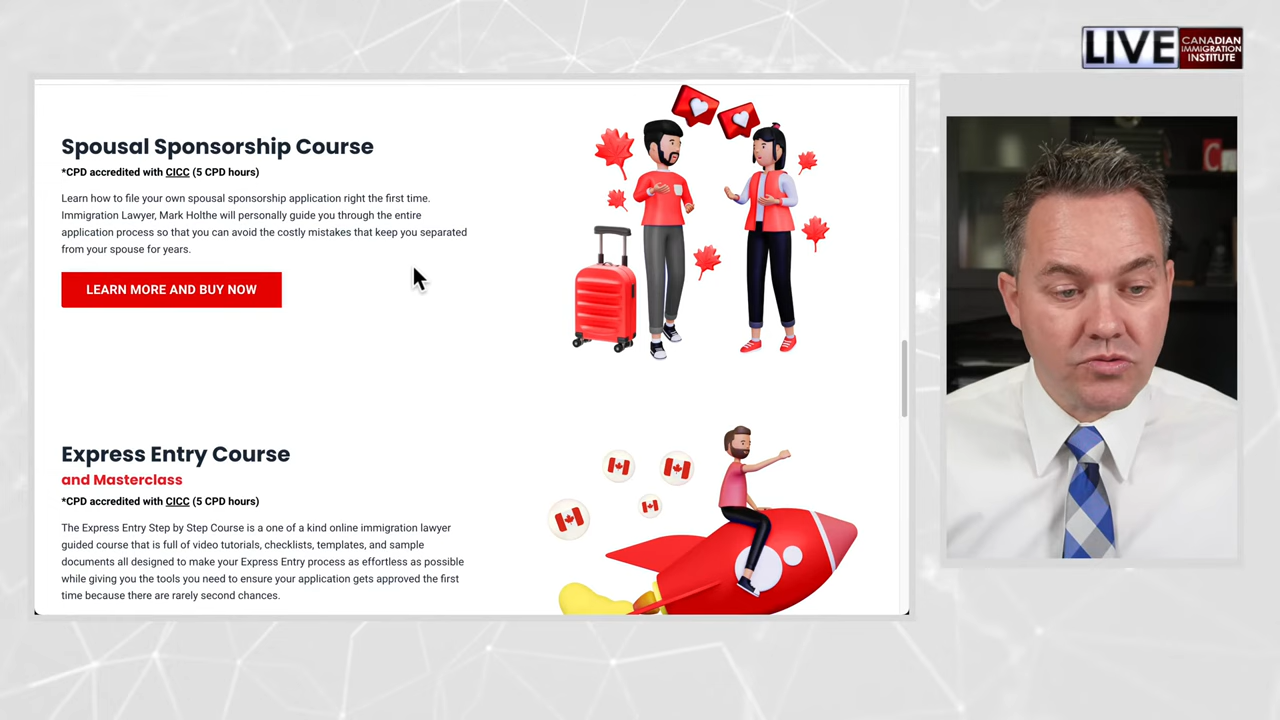 LIVE
CANADIAN
IMMIGRATION
INSTITUTE
Spousal Sponsorship Course
*CPD accredited with CICC (5 CPD hours)
Learn how to file your own spousal sponsorship application right the first time.
Immigration Lawyer, Mark Holthe will personally guide you through the entire
application process so that you can avoid the costly mistakes that keep you separated
from your spouse for years.
LEARN MORE AND BUY NOW
Express Entry Course
and Masterclass
*CPD accredited with CICC (5 CPD hours)
The Express Entry Step by Step Course is a one of a kind online immigration lawyer
guided course that is full of video tutorials, checklists, templates, and sample
documents all designed to make your Express Entry process as effortless as possible
while giving you the tools you need to ensure your application gets approved the first
time because there are rarely second chances.